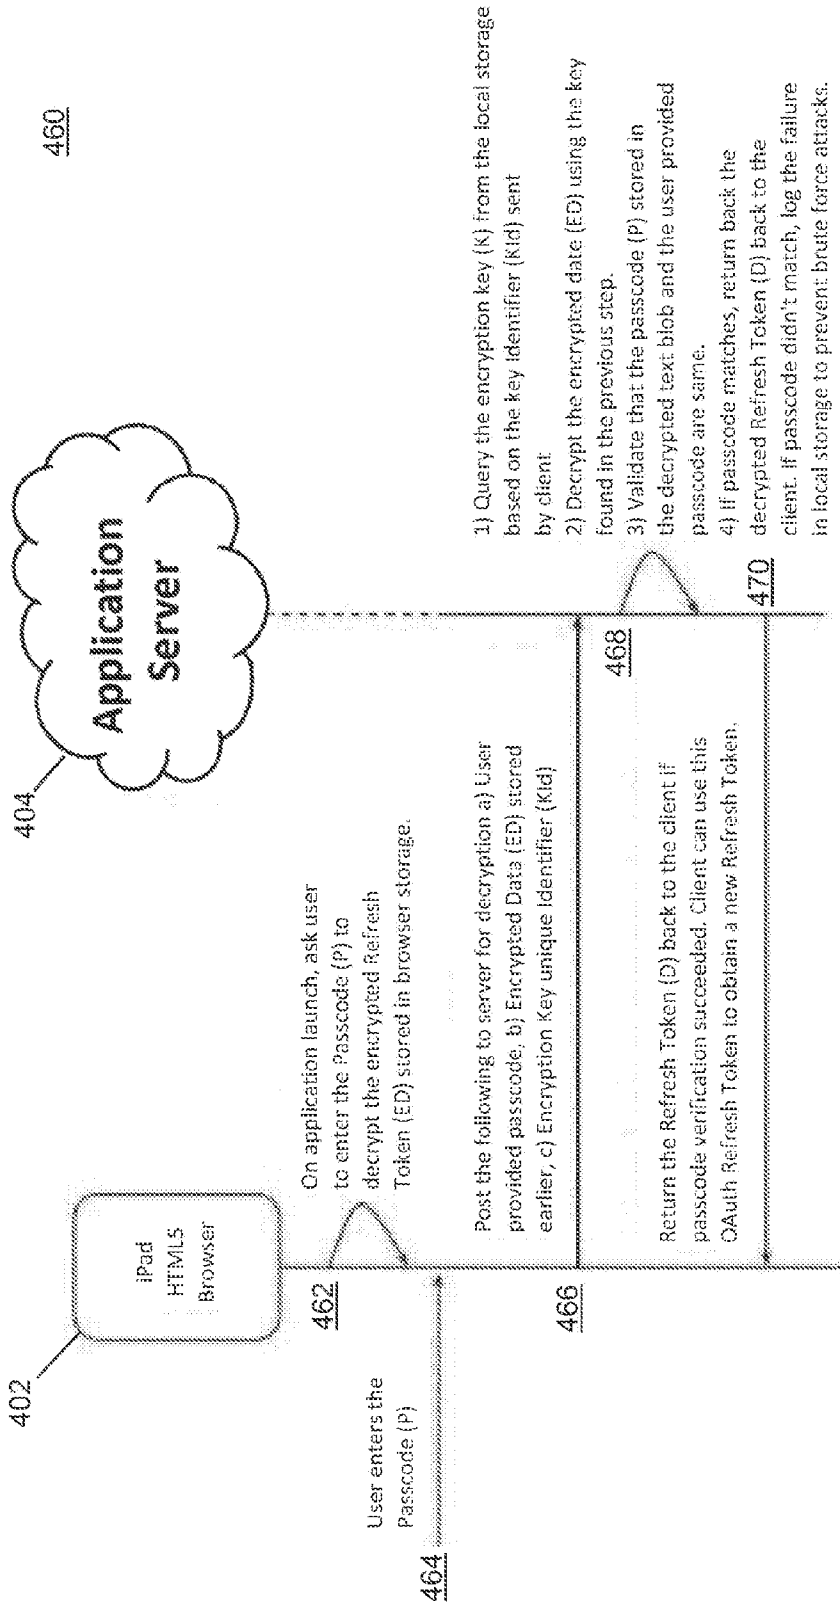 460
402
iPad
HTML5
Browser
404
Application
Server
462
On application launch, ask user
to enter the Passcode (P) to
decrypt the encrypted Refresh
Token (ED) stored in browser storage.
User enters the
Passcode (P)
464
Post the following to server for decryption a) User
provided passcode, b) Encrypted Data (ED) stored
earlier, c) Encryption Key unique Identifier (KId)
466
468
1) Query the encryption key (K) from the local storage
based on the key Identifier (KId) sent
by client
2) Decrypt the encrypted date (ED) using the key
found in the previous step.
3) Validate that the passcode (P) stored in
the decrypted text blob and the user provided
passcode are same.
4) If passcode matches, return back the
decrypted Refresh Token (D) back to the
client. If passcode didn't match, log the failure
in local storage to prevent brute force attacks.
Return the Refresh Token (D) back to the client if
passcode verification succeeded. Client can use this
OAuth Refresh Token to obtain a new Refresh Token.
470